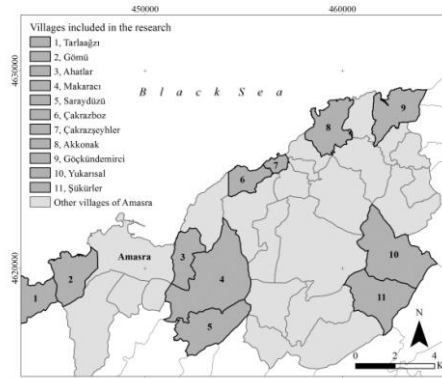 Villages included in the research
1, Tarlaağzı
2, Gömü
3, Ahatlar
4, Makaracı
5, Saraydüzü
6, Çakrazboz
7, Çakrazşeyhler
8, Akkonak
9, Göçkündemirci
10, Yukarısal
11, Şükürler
Other villages of Amasra
450000
460000
4630000
4620000
Black Sea
Amasra
1
2
3
4
5
6
7
8
9
10
11
N
0 2 4
K